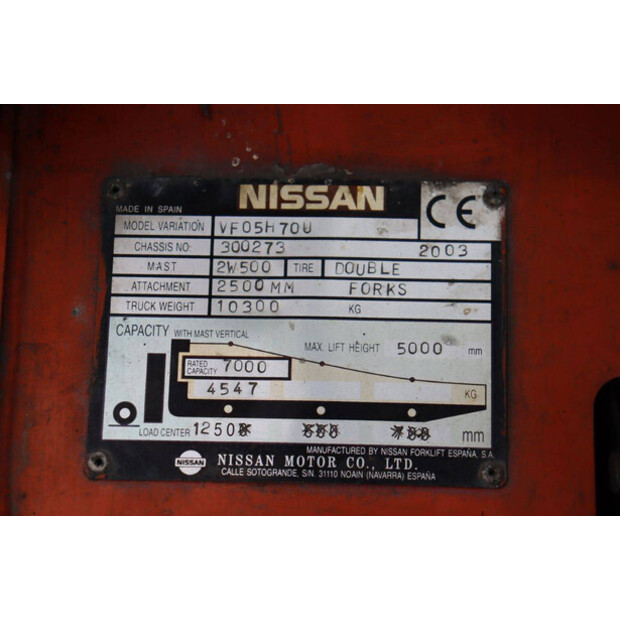 NISSAN
CE
MADE IN SPAIN
MODEL VARIATION VF05H70U
CHASSIS NO: 300273 2003
MAST 2W500 TIRE DOUBLE
ATTACHMENT 2500MM FORKS
TRUCK WEIGHT 10300 KG
CAPACITY WITH MAST VERTICAL
MAX. LIFT HEIGHT 5000 mm
RATED CAPACITY 7000
4547 KG
LOAD CENTER 1250 mm
MANUFACTURED BY NISSAN FORKLIFT ESPAÑA, S.A.
NISSAN NISSAN MOTOR CO., LTD.
CALLE SOTOGRANDE, S/N. 31110 NOAIN (NAVARRA) ESPAÑA